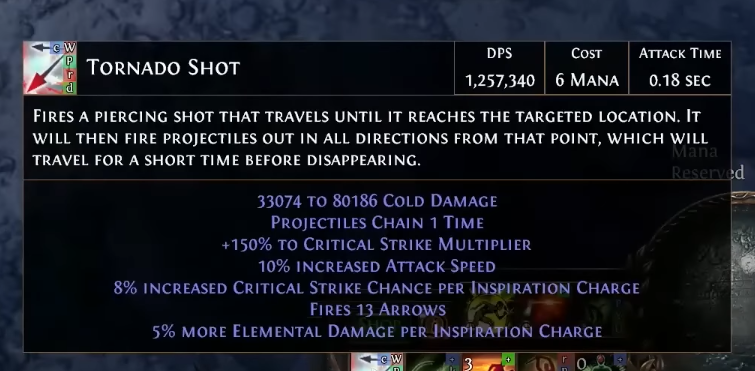 c W
P
r
d
Tornado Shot
DPS
1,257,340
Cost
6 Mana
Attack Time
0.18 sec
Fires a piercing shot that travels until it reaches the targeted location. It
will then fire projectiles out in all directions from that point, which will
travel for a short time before disappearing.
Mana
Reserved
33074 to 80186 Cold Damage
Projectiles Chain 1 Time
+150% to Critical Strike Multiplier
10% increased Attack Speed
8% increased Critical Strike Chance per Inspiration Charge
Fires 13 Arrows
5% more Elemental Damage per Inspiration Charge
c W
3
0